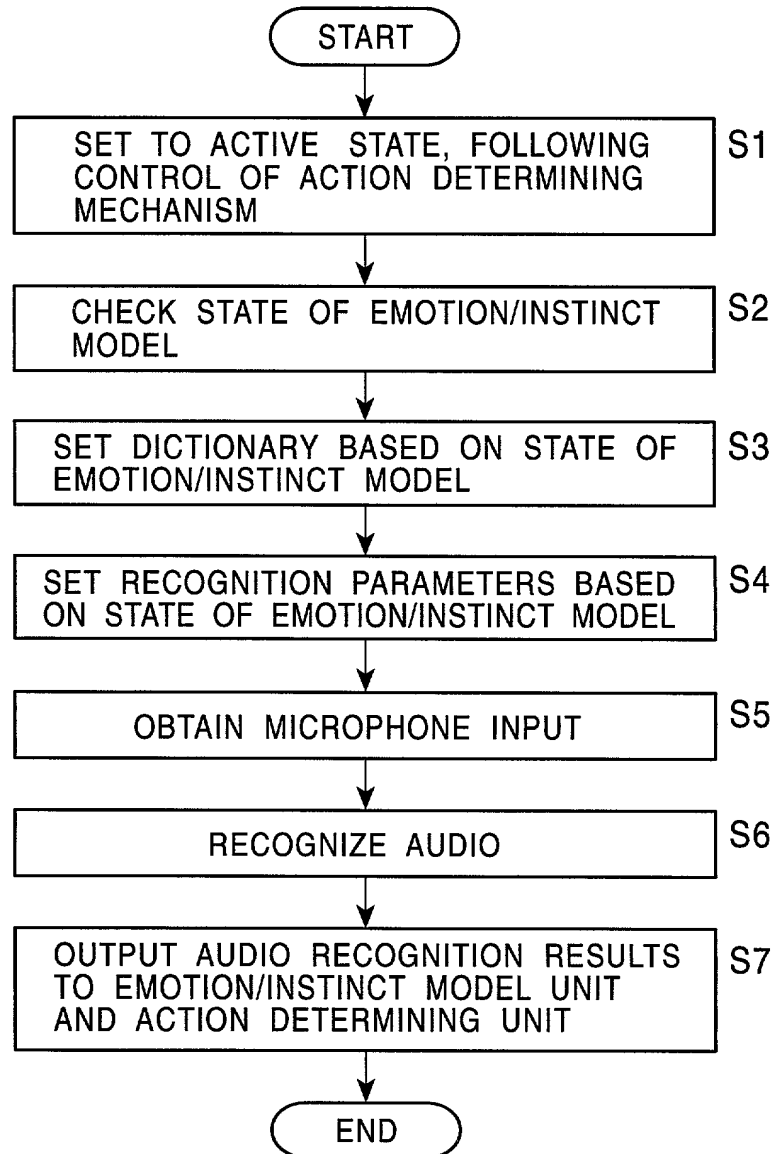 START
SET TO ACTIVE STATE, FOLLOWING
CONTROL OF ACTION DETERMINING
MECHANISM
S1
CHECK STATE OF EMOTION/INSTINCT
MODEL
S2
SET DICTIONARY BASED ON STATE OF
EMOTION/INSTINCT MODEL
S3
SET RECOGNITION PARAMETERS BASED
ON STATE OF EMOTION/INSTINCT MODEL
S4
OBTAIN MICROPHONE INPUT
S5
RECOGNIZE AUDIO
S6
OUTPUT AUDIO RECOGNITION RESULTS
TO EMOTION/INSTINCT MODEL UNIT
AND ACTION DETERMINING UNIT
S7
END